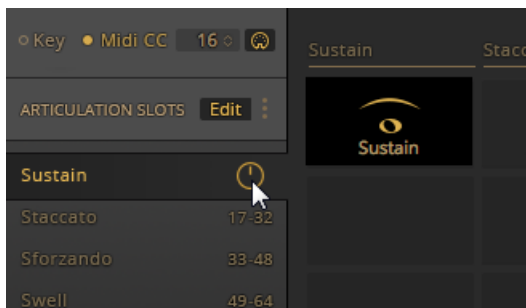 Key Midi CC 16
ARTICULATION SLOTS Edit
Sustain
Staccato 17-32
Sforzando 33-48
Swell 49-64
Sustain Stacc
Sustain